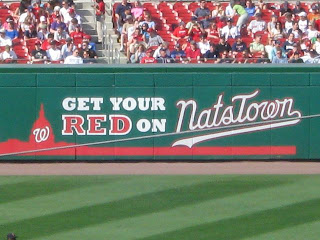 GET YOUR
RED ON
NatsTown
W